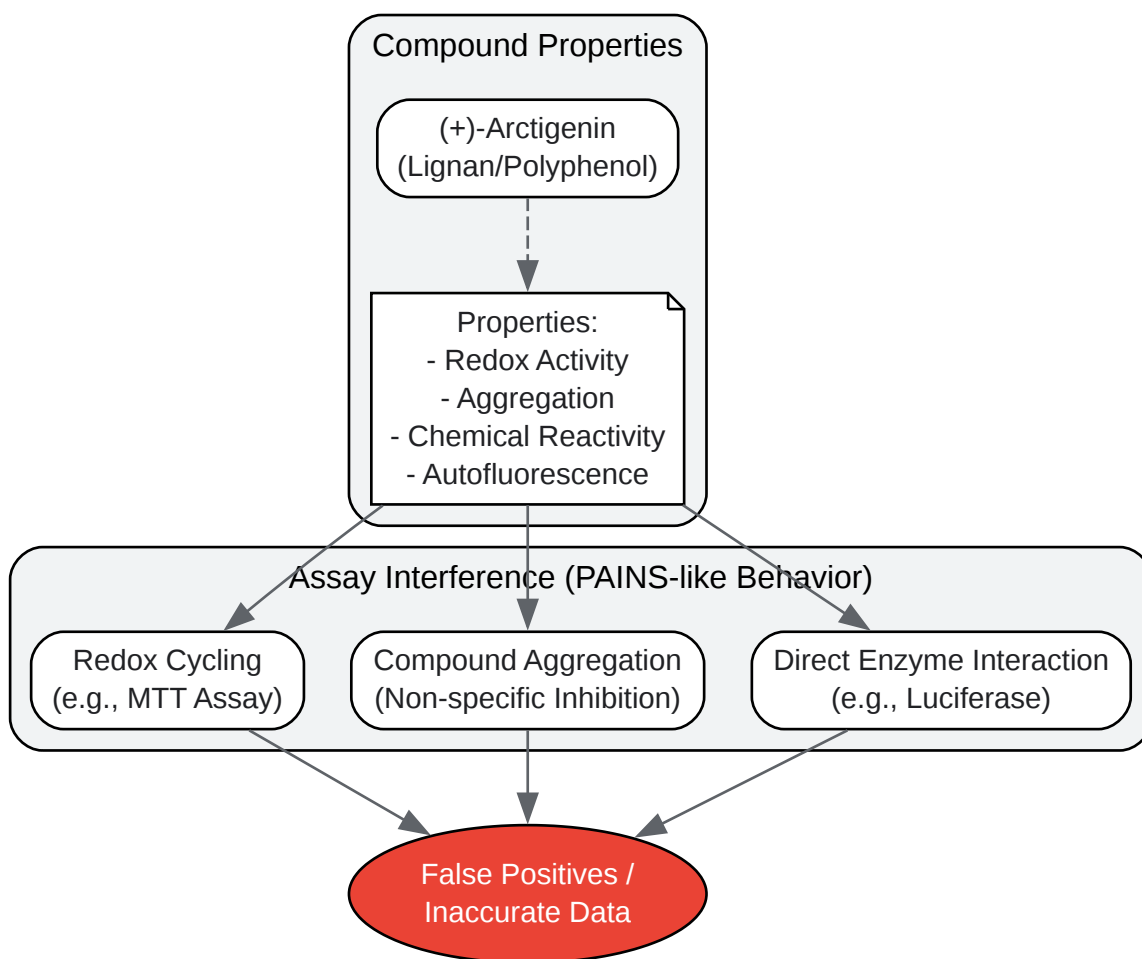 Compound Properties
(+)-Arctigenin
(Lignan/Polyphenol)
Properties:
- Redox Activity
- Aggregation
- Chemical Reactivity
- Autofluorescence
Assay Interference (PAINS-like Behavior)
Redox Cycling
(e.g., MTT Assay)
Compound Aggregation
(Non-specific Inhibition)
Direct Enzyme Interaction
(e.g., Luciferase)
False Positives /
Inaccurate Data